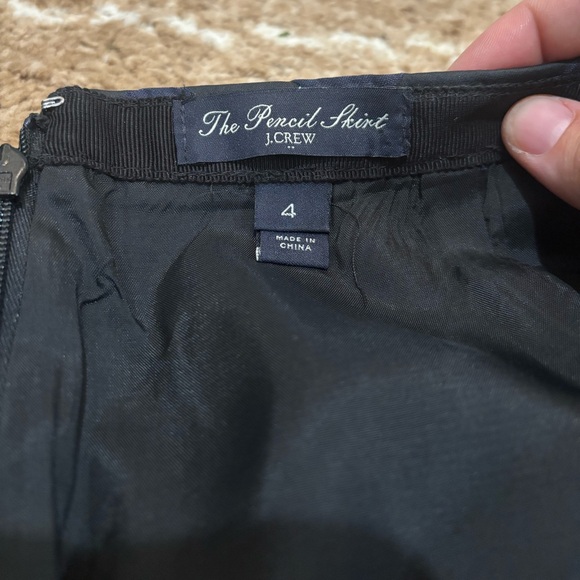 The Pencil Skirt
J.CREW
4
MADE IN
CHINA